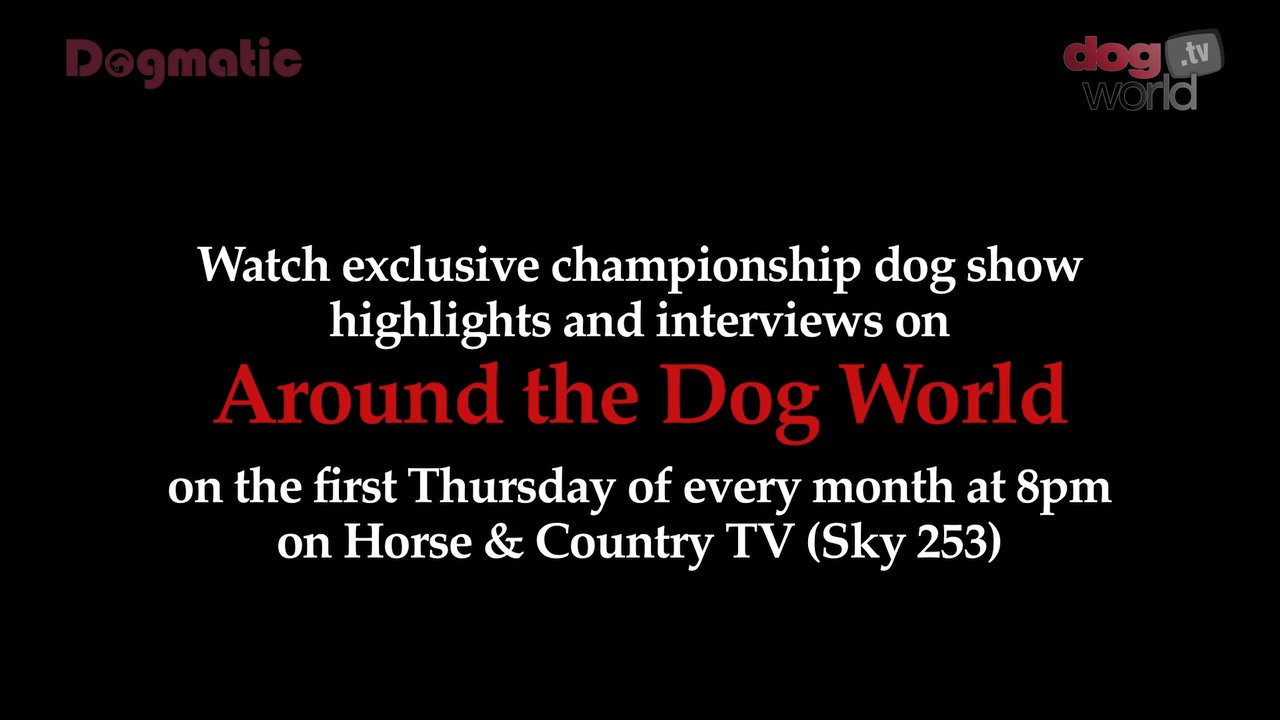 Dogmatic
dog .tv
world
Watch exclusive championship dog show
highlights and interviews on
Around the Dog World
on the first Thursday of every month at 8pm
on Horse & Country TV (Sky 253)